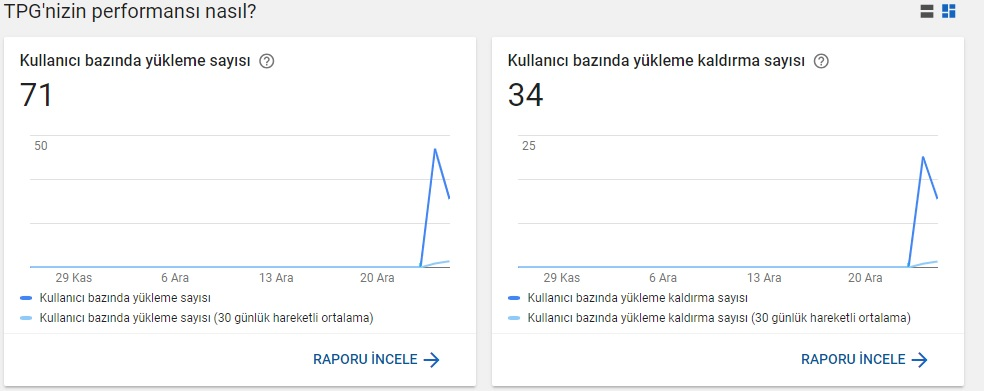 TPG'nizin performansı nasıl?
Kullanıcı bazında yükleme sayısı ?
71
50
29 Kas 6 Ara 13 Ara 20 Ara
Kullanıcı bazında yükleme sayısı
Kullanıcı bazında yükleme sayısı (30 günlük hareketli ortalama)
RAPORU İNCELE
Kullanıcı bazında yükleme kaldırma sayısı ?
34
25
29 Kas 6 Ara 13 Ara 20 Ara
Kullanıcı bazında yükleme kaldırma sayısı
Kullanıcı bazında yükleme kaldırma sayısı (30 günlük hareketli ortalama)
RAPORU İNCELE